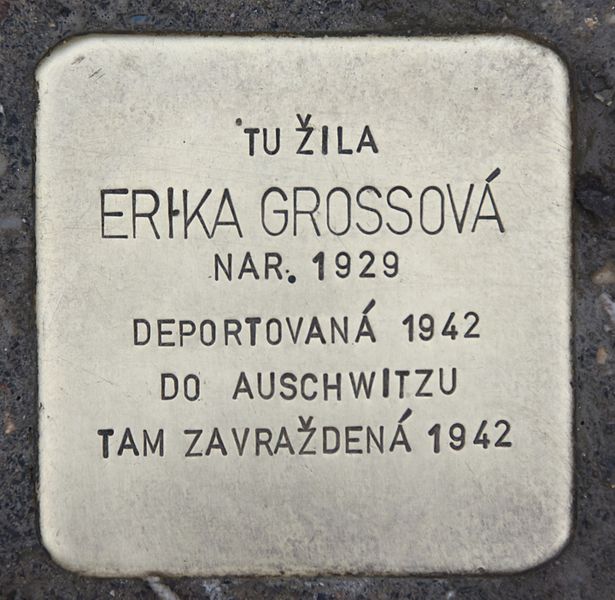 TU ŽILA
ERIKA GROSSOVÁ
NAR. 1929
DEPORTOVANÁ 1942
DO AUSCHWITZU
TAM ZAVRAŽDENÁ 1942